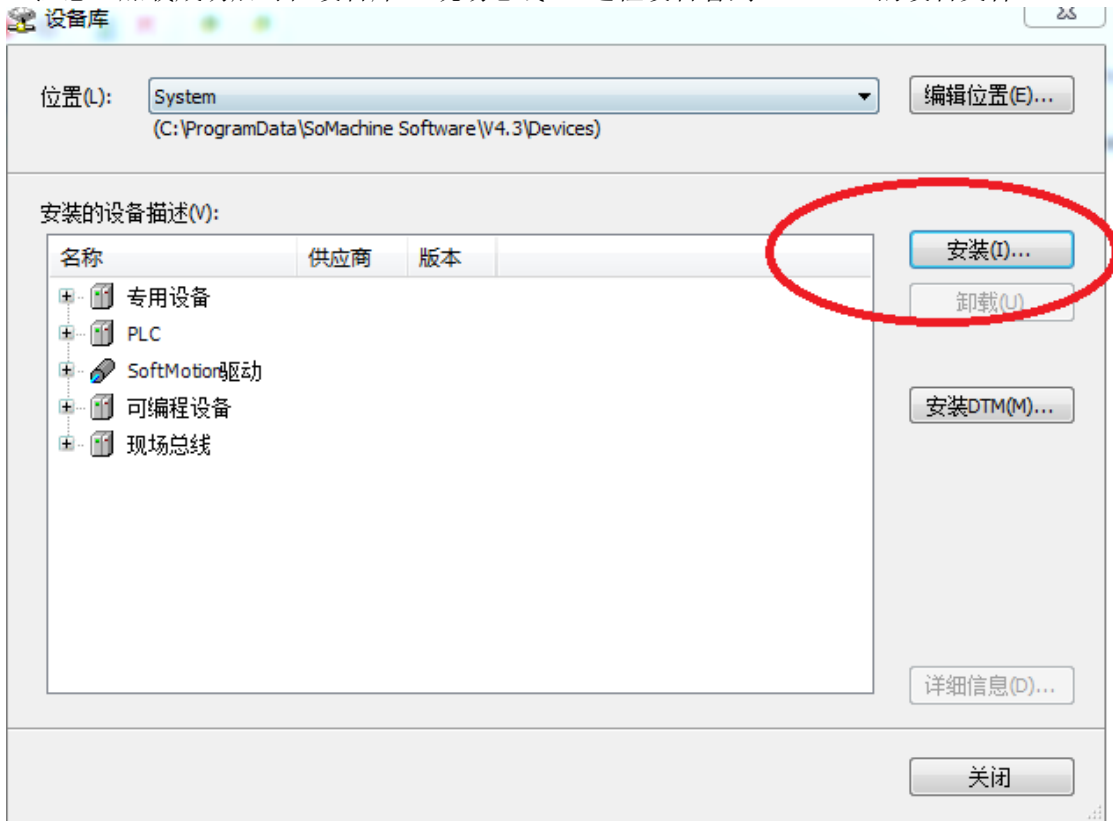 设备库
位置(L):
System
编辑位置(E)...
(C:\ProgramData\SoMachine Software\V4.3\Devices)
安装的设备描述(V):
名称 供应商 版本
安装(I)...
卸载(U)
专用设备
PLC
SoftMotion驱动
可编程设备
现场总线
安装DTM(M)...
详细信息(D)...
关闭